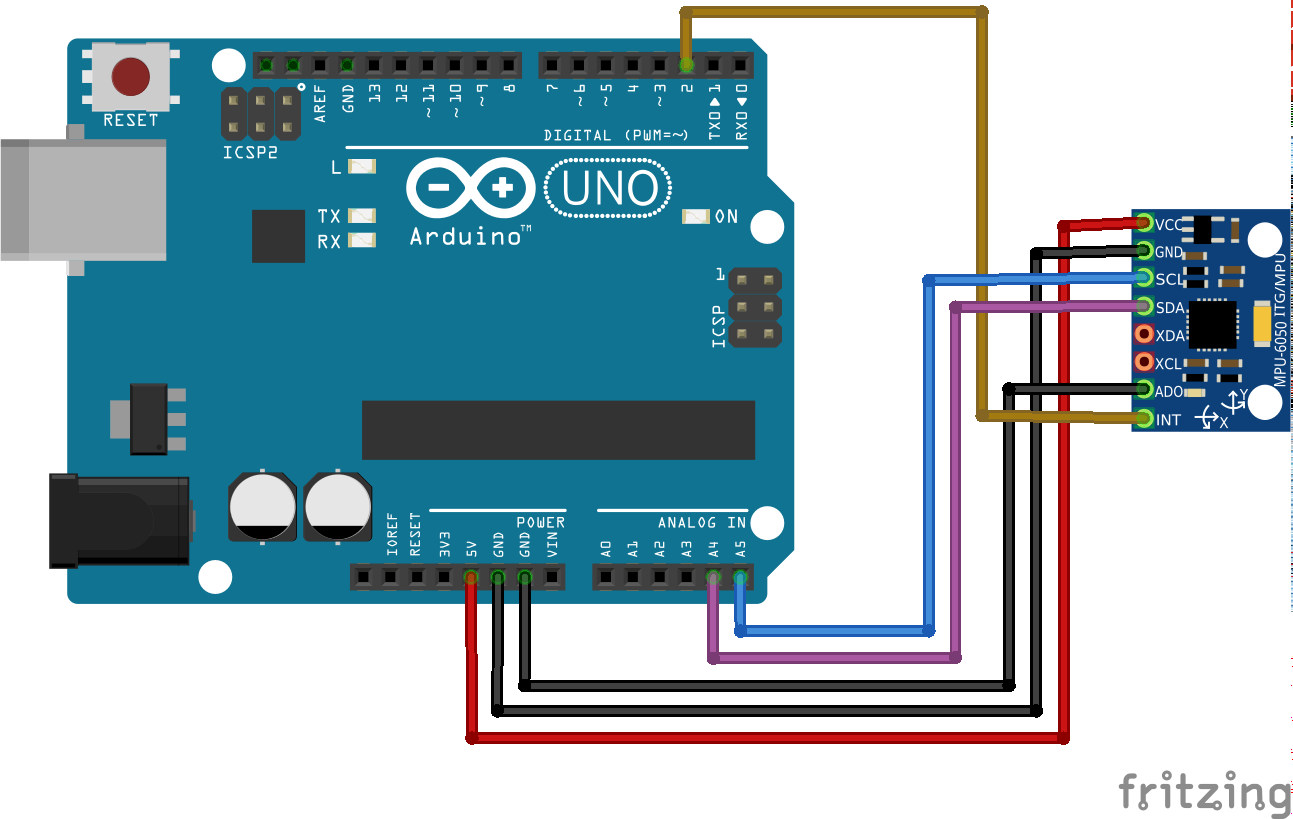 RESET
ICSP2
AREF
GND
13
12
~11
~10
~9
8
7
~6
~5
4
~3
2
TX0▶1
RX0◀0
DIGITAL (PWM=~)
L
TX
RX
Arduino™
UNO
ON
1
ICSP
IOREF
RESET
3V3
5V
GND
GND
VIN
POWER
A0
A1
A2
A3
A4
A5
ANALOG IN
VCC
GND
SCL
SDA
XDA
XCL
ADO
INT
MPU-6050 ITG/MPU
Y
X
fritzing